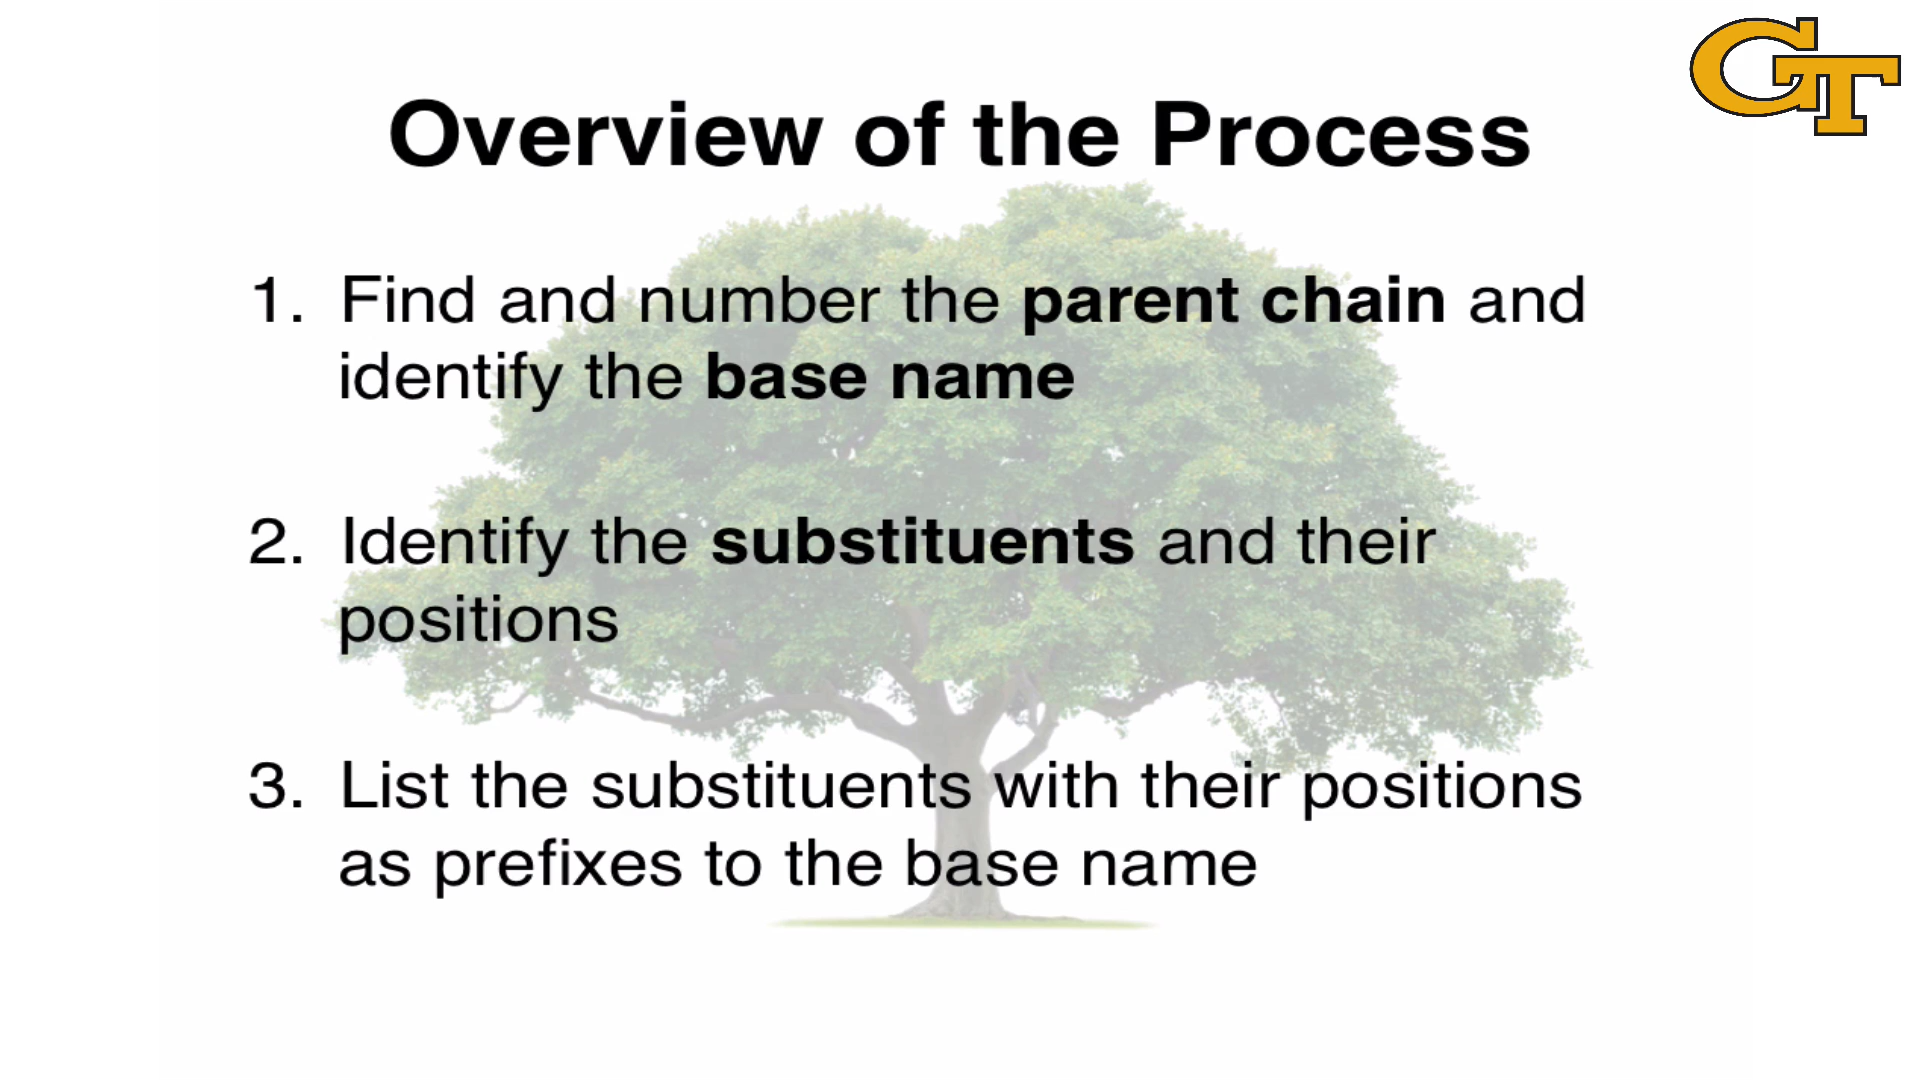 GT
Overview of the Process
1. Find and number the parent chain and
identify the base name
2. Identify the substituents and their
positions
3. List the substituents with their positions
as prefixes to the base name